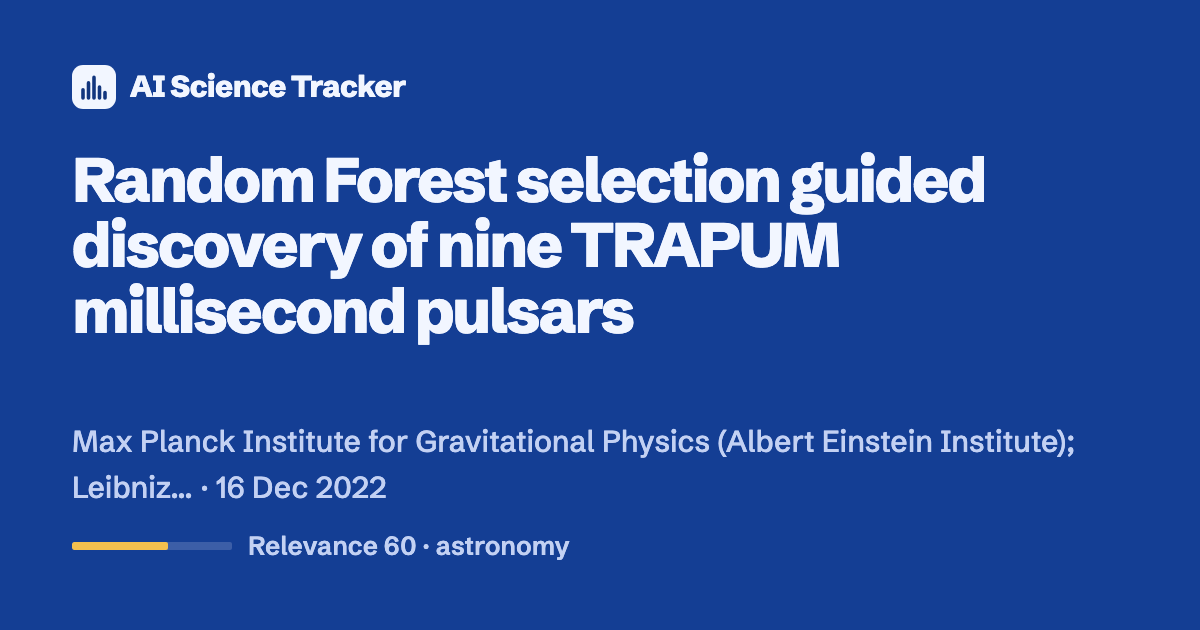 AI Science Tracker
Random Forest selection guided
discovery of nine TRAPUM
millisecond pulsars
Max Planck Institute for Gravitational Physics (Albert Einstein Institute);
Leibniz… · 16 Dec 2022
Relevance 60 · astronomy